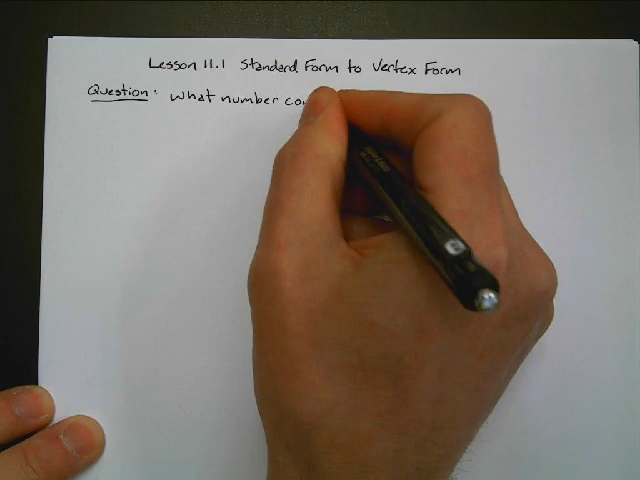 Lesson 11.1 Standard Form to Vertex Form
Question: What number